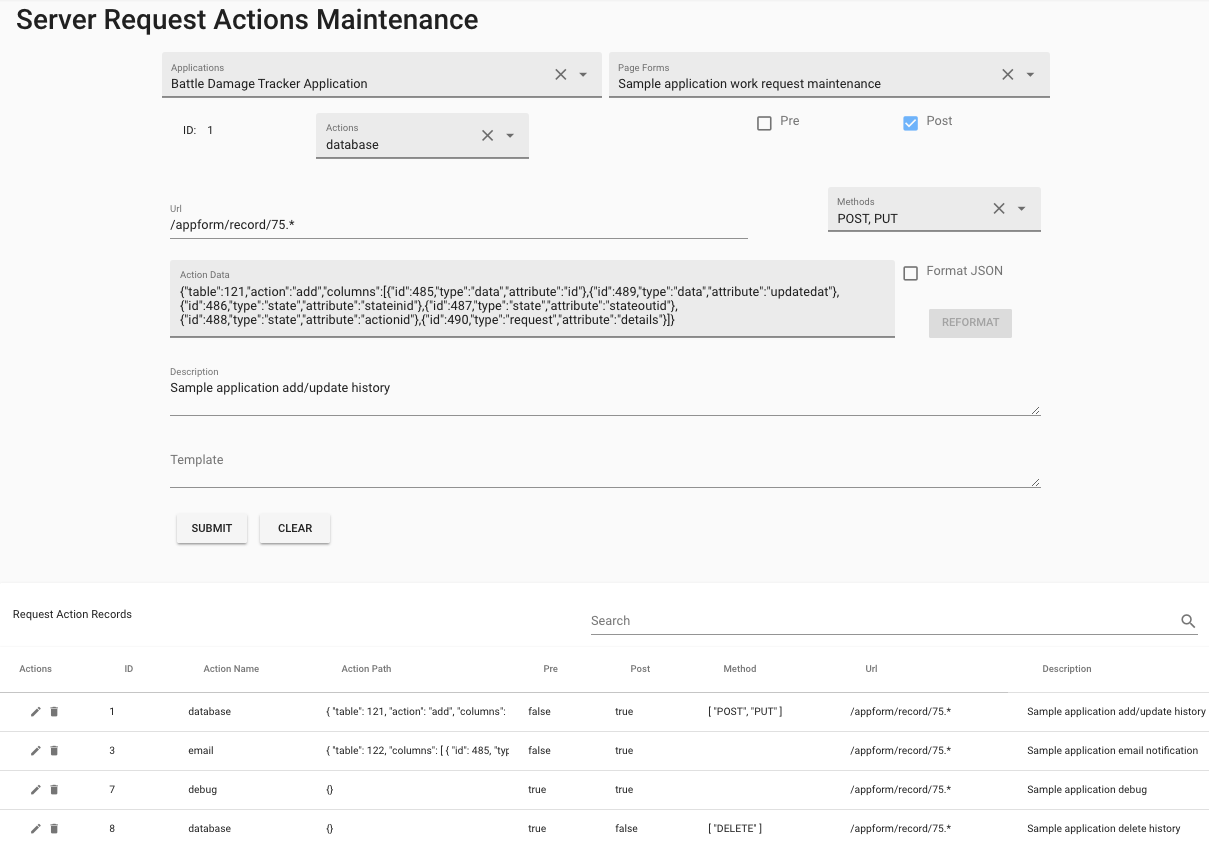 Server Request Actions Maintenance
Applications
Battle Damage Tracker Application
Page Forms
Sample application work request maintenance
ID: 1
Actions
database
Pre
Post
Url
/appform/record/75.*
Methods
POST, PUT
Action Data
{"table":121,"action":"add","columns":[{"id":485,"type":"data","attribute":"id"},{"id":489,"type":"data","attribute":"updatedat"},
{"id":486,"type":"state","attribute":"stateinid"},{"id":487,"type":"state","attribute":"stateoutid"},
{"id":488,"type":"state","attribute":"actionid"},{"id":490,"type":"request","attribute":"details"}]}
Format JSON
REFORMAT
Description
Sample application add/update history
Template
SUBMIT CLEAR
Request Action Records
Search
Actions ID Action Name Action Path Pre Post Method Url Description
1 database { "table": 121, "action": "add", "columns": false true [ "POST", "PUT" ] /appform/record/75.* Sample application add/update history
3 email { "table": 122, "columns": [ { "id": 485, "typ false true /appform/record/75.* Sample application email notification
7 debug {} true true /appform/record/75.* Sample application debug
8 database {} true false [ "DELETE" ] /appform/record/75.* Sample application delete history